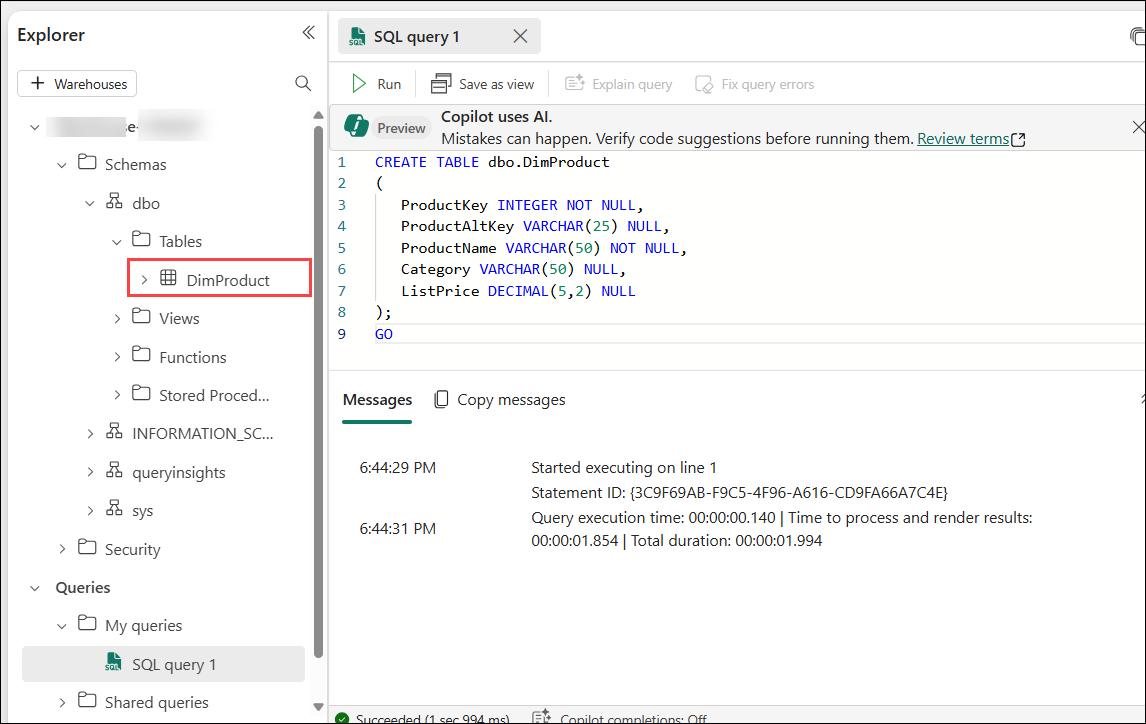 Explorer
Warehouses
Schemas
dbo
Tables
DimProduct
Views
Functions
Stored Proced...
INFORMATION_SC...
queryinsights
sys
Security
Queries
My queries
SQL query 1
Shared queries
SQL query 1
Run
Save as view
Explain query
Fix query errors
Preview
Copilot uses AI.
Mistakes can happen. Verify code suggestions before running them. Review terms
1 CREATE TABLE dbo.DimProduct
2 (
3 ProductKey INTEGER NOT NULL,
4 ProductAltKey VARCHAR(25) NULL,
5 ProductName VARCHAR(50) NOT NULL,
6 Category VARCHAR(50) NULL,
7 ListPrice DECIMAL(5,2) NULL
8 );
9 GO
Messages
Copy messages
6:44:29 PM Started executing on line 1
Statement ID: {3C9F69AB-F9C5-4F96-A616-CD9FA66A7C4E}
6:44:31 PM Query execution time: 00:00:00.140 | Time to process and render results:
00:00:01.854 | Total duration: 00:00:01.994
Succeeded (1 sec 994 ms) Copilot completions: Off